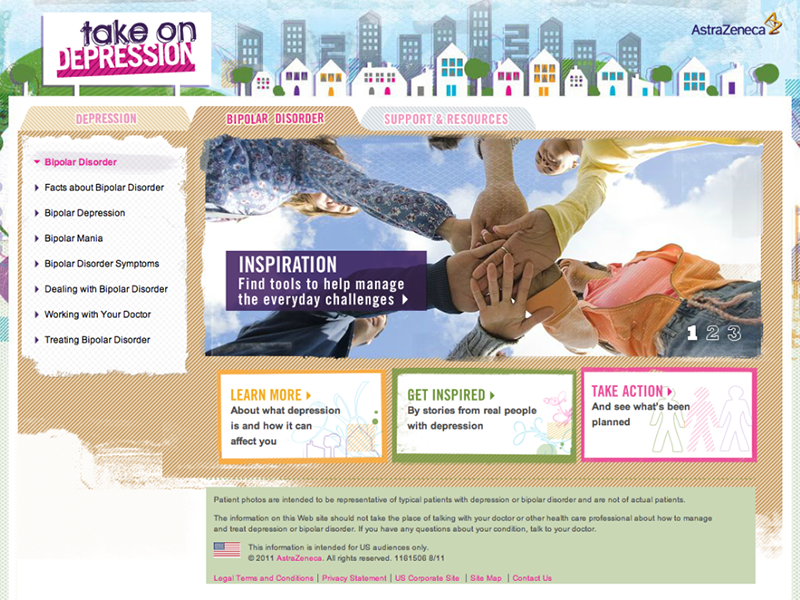 take on
DEPRESSION
AstraZeneca
DEPRESSION
BIPOLAR DISORDER
SUPPORT & RESOURCES
Bipolar Disorder
Facts about Bipolar Disorder
Bipolar Depression
Bipolar Mania
Bipolar Disorder Symptoms
Dealing with Bipolar Disorder
Working with Your Doctor
Treating Bipolar Disorder
INSPIRATION
Find tools to help manage
the everyday challenges
1 2 3
LEARN MORE
About what depression
is and how it can
affect you
GET INSPIRED
By stories from real people
with depression
TAKE ACTION
And see what's been
planned
Patient photos are intended to be representative of typical patients with depression or bipolar disorder and are not of actual patients.
The information on this Web site should not take the place of talking with your doctor or other health care professional about how to manage
and treat depression or bipolar disorder. If you have any questions about your condition, talk to your doctor.
This information is intended for US audiences only.
© 2011 AstraZeneca. All rights reserved. 1161506 8/11
Legal Terms and Conditions | Privacy Statement | US Corporate Site | Site Map | Contact Us